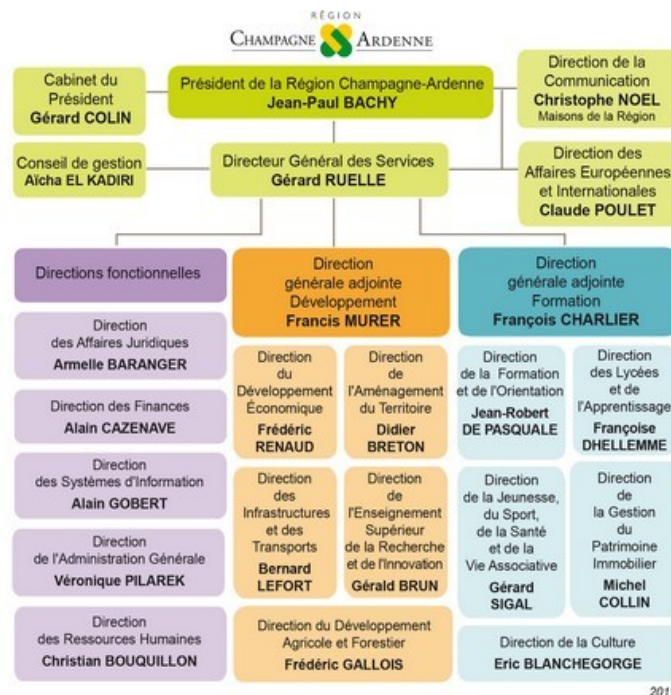 RÉGION
CHAMPAGNE ARDENNE
Cabinet du
Président
Gérard COLIN
Président de la Région Champagne-Ardenne
Jean-Paul BACHY
Direction de la
Communication
Christophe NOEL
Maisons de la Région
Conseil de gestion
Aïcha EL KADIRI
Directeur Général des Services
Gérard RUELLE
Direction des
Affaires Européennes
et Internationales
Claude POULET
Directions fonctionnelles
Direction
des Affaires Juridiques
Armelle BARANGER
Direction des Finances
Alain CAZENAVE
Direction
des Systèmes d'Information
Alain GOBERT
Direction
de l'Administration Générale
Véronique PILAREK
Direction
des Ressources Humaines
Christian BOUQUILLON
Direction
générale adjointe
Développement
Francis MURER
Direction
du
Développement
Économique
Frédéric
RENAUD
Direction
de
l'Aménagement
du Territoire
Didier
BRETON
Direction
des
Infrastructures
et des
Transports
Bernard
LEFORT
Direction
de
l'Enseignement
Supérieur
de la Recherche
et de l'Innovation
Gérald BRUN
Direction du Développement
Agricole et Forestier
Frédéric GALLOIS
Direction
générale adjointe
Formation
François CHARLIER
Direction
de la Formation
et de l'Orientation
Jean-Robert
DE PASQUALE
Direction
des Lycées
et de
l'Apprentissage
Françoise
DHELLEMME
Direction
de la Jeunesse,
du Sport,
de la Santé
et de la
Vie Associative
Gérard
SIGAL
Direction
de
la Gestion
du
Patrimoine
Immobilier
Michel
COLLIN
Direction de la Culture
Eric BLANCHEGORGE